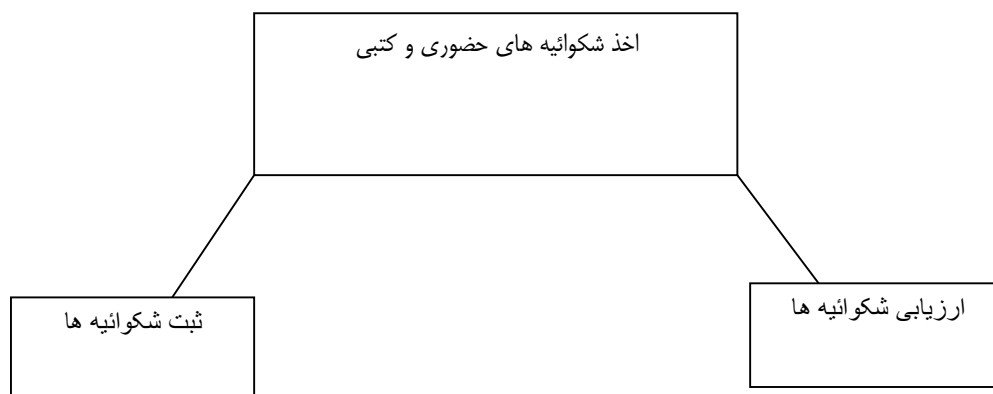 اخذ شکوائیه های حضوری و کتبی
ارزیابی شکوائیه ها
ثبت شکوائیه ها